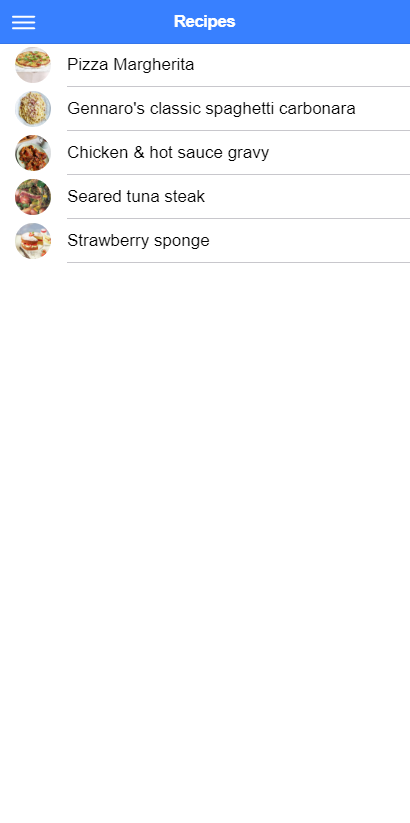 Recipes
Pizza Margherita
Gennaro's classic spaghetti carbonara
Chicken & hot sauce gravy
Seared tuna steak
Strawberry sponge